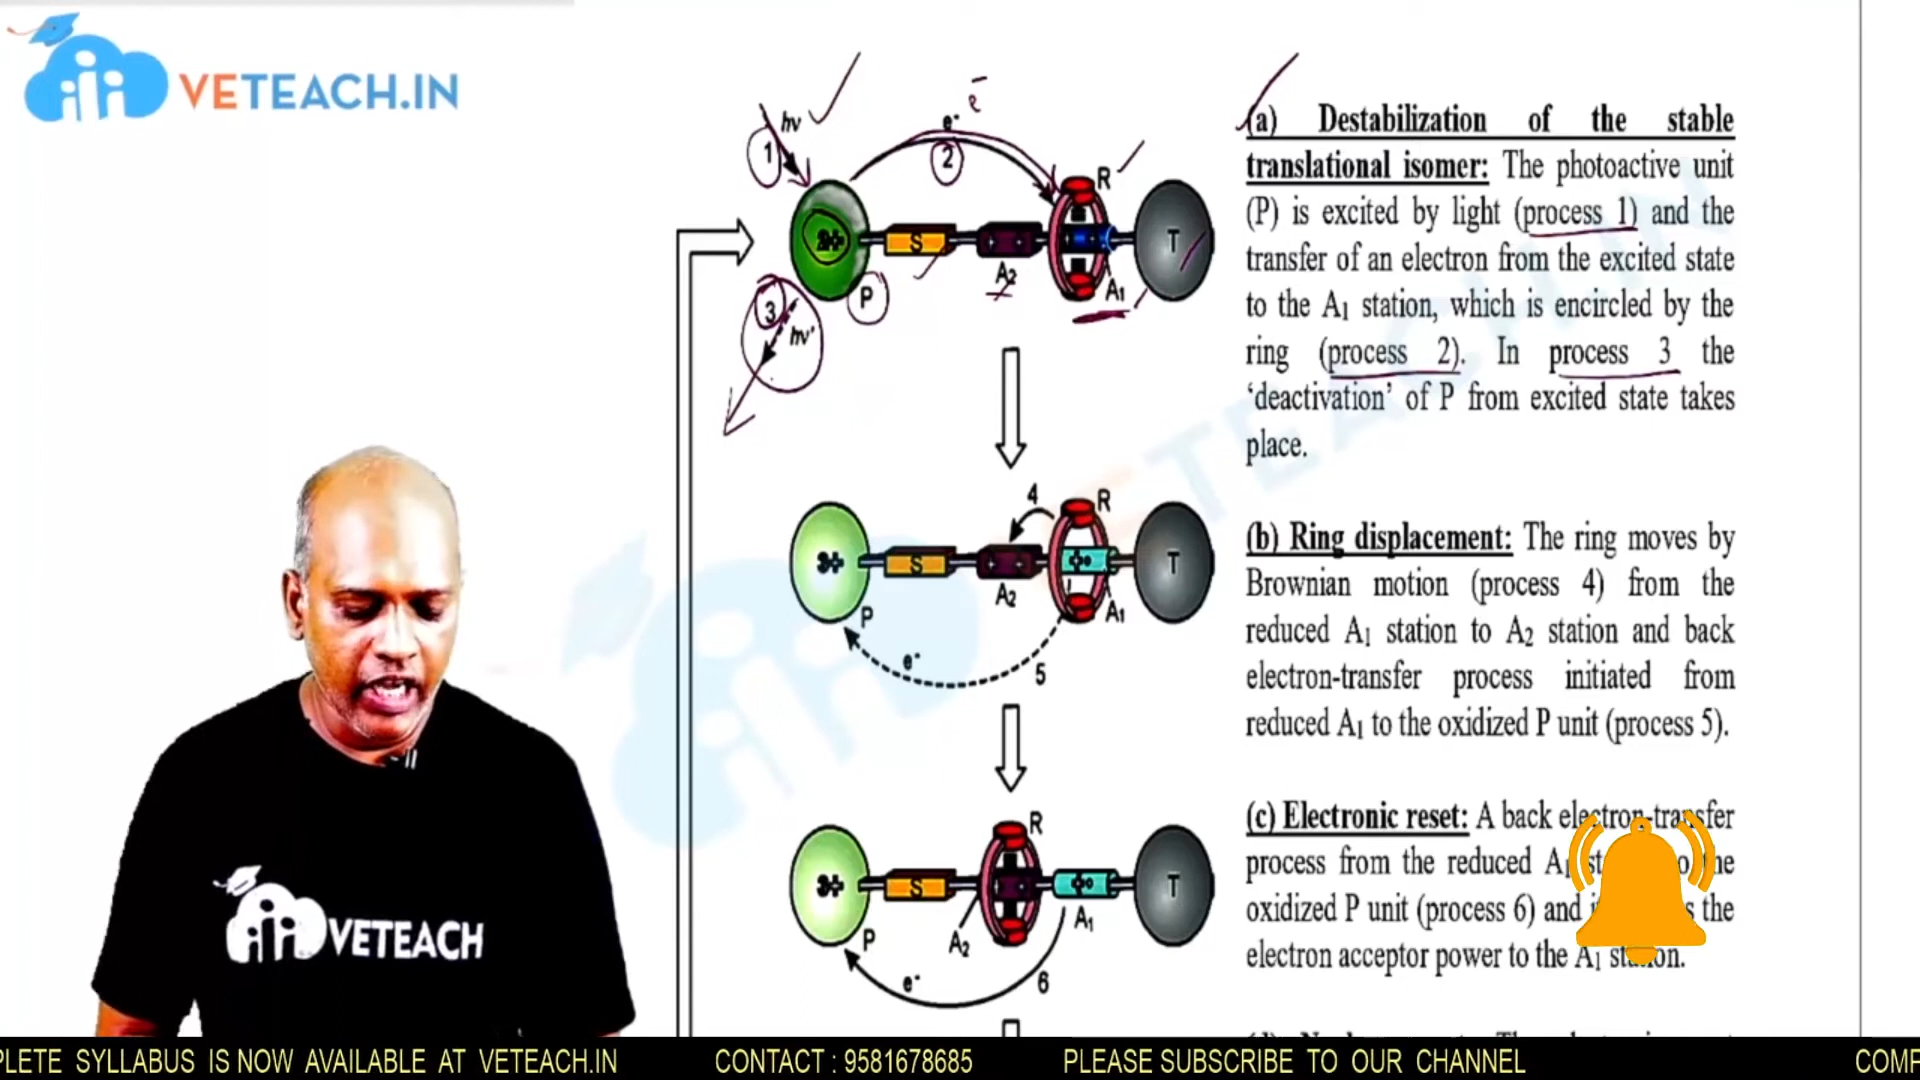 VETEACH.IN
hν
1
e⁻
e⁻
2
R
2+
S
A₂
A₁
T
P
3
hν'
(a) Destabilization of the stable
translational isomer: The photoactive unit
(P) is excited by light (process 1) and the
transfer of an electron from the excited state
to the A₁ station, which is encircled by the
ring (process 2). In process 3 the
‘deactivation’ of P from excited state takes
place.
4
R
3+
S
A₂
A₁
T
P
e⁻
5
(b) Ring displacement: The ring moves by
Brownian motion (process 4) from the
reduced A₁ station to A₂ station and back
electron-transfer process initiated from
reduced A₁ to the oxidized P unit (process 5).
R
3+
S
A₂
A₁
T
P
e⁻
6
(c) Electronic reset: A back electron-transfer
process from the reduced A₁ the
oxidized P unit (process 6) and the
electron acceptor power to the A₁ station.
VETEACH
PLETE SYLLABUS IS NOW AVAILABLE AT VETEACH.IN CONTACT : 9581678685 PLEASE SUBSCRIBE TO OUR CHANNEL COMP